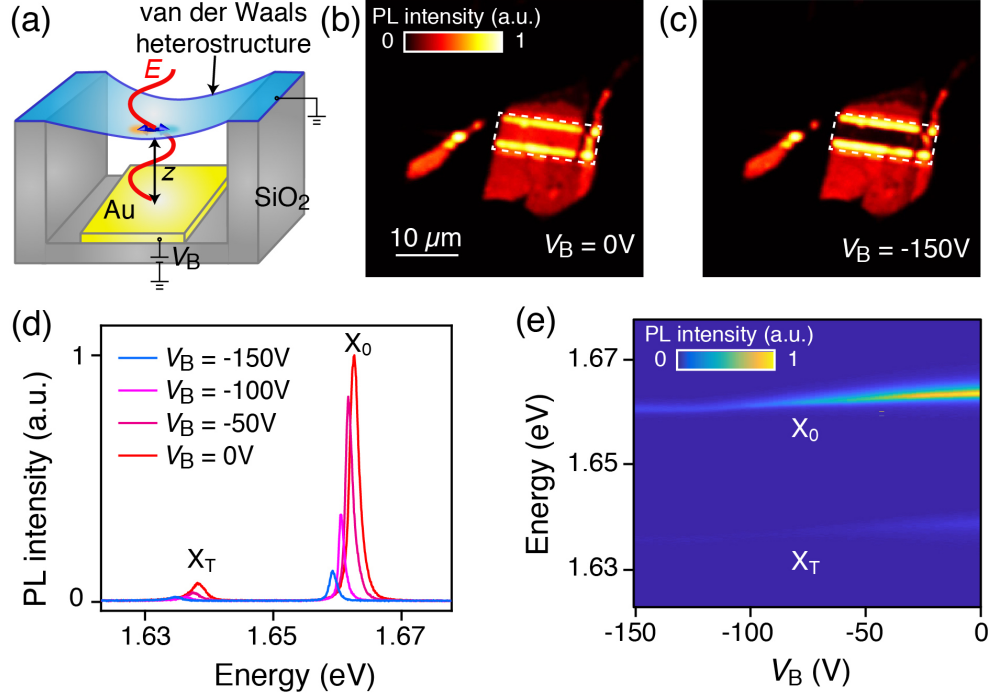 (a)
van der Waals
heterostructure
E
z
Au
SiO2
VB
(b)
PL intensity (a.u.)
0 1
10 µm
VB = 0V
(c)
VB = -150V
(d)
1
0
PL intensity (a.u.)
VB = -150V
VB = -100V
VB = -50V
VB = 0V
X0
XT
1.63 1.65 1.67
Energy (eV)
(e)
PL intensity (a.u.)
0 1
1.67
1.65
1.63
Energy (eV)
X0
XT
-150 -100 -50 0
VB (V)